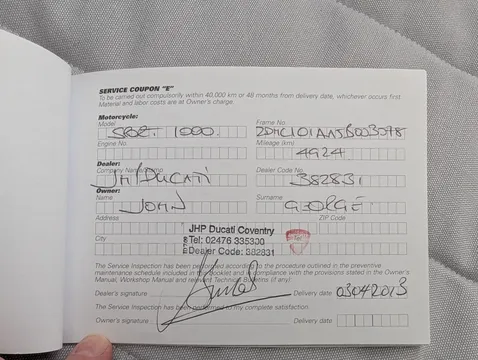 SERVICE COUPON "E"
To be carried out compulsorily within 40.000 km or 48 months from delivery date, whichever occurs first
Material and labor costs are at Owner's charge.
Motorcycle:
Model Frame No.
1000
Engine No. Mileage (km)
4924
Dealer:
Company Name Dealer Code No.
JHP DUCATI 382831
Owner:
Name Surname
JOHN GEORGE
Address ZIP Code
City Tel.
JHP Ducati Coventry
Tel: 02476 335300
Dealer Code: 382831
The Service Inspection has been performed according to the procedure outlined in the preventive
maintenance schedule included in this Booklet and in compliance with the provisions stated in the Owner's
Manual, Workshop Manual and relevant Technical Bulletins (if any).
Dealer's signature Delivery date 03042013
The Service Inspection has been performed to my complete satisfaction.
Owner's signature Delivery date